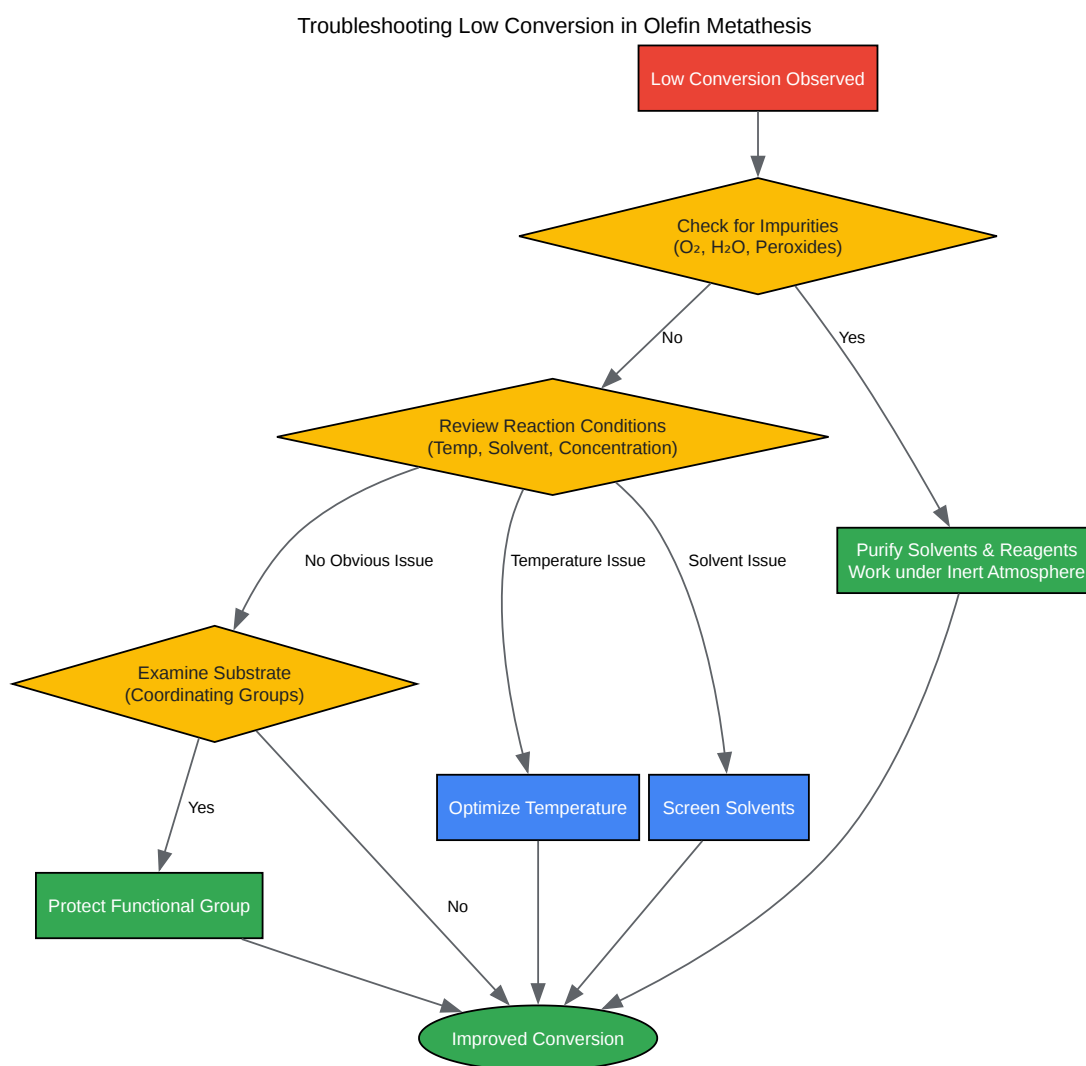 Troubleshooting Low Conversion in Olefin Metathesis
Low Conversion Observed
Check for Impurities
(O₂, H₂O, Peroxides)
No
Yes
Review Reaction Conditions
(Temp, Solvent, Concentration)
No Obvious Issue
Temperature Issue
Solvent Issue
Purify Solvents & Reagents
Work under Inert Atmosphere
Examine Substrate
(Coordinating Groups)
Yes
Optimize Temperature
Screen Solvents
Protect Functional Group
No
Improved Conversion